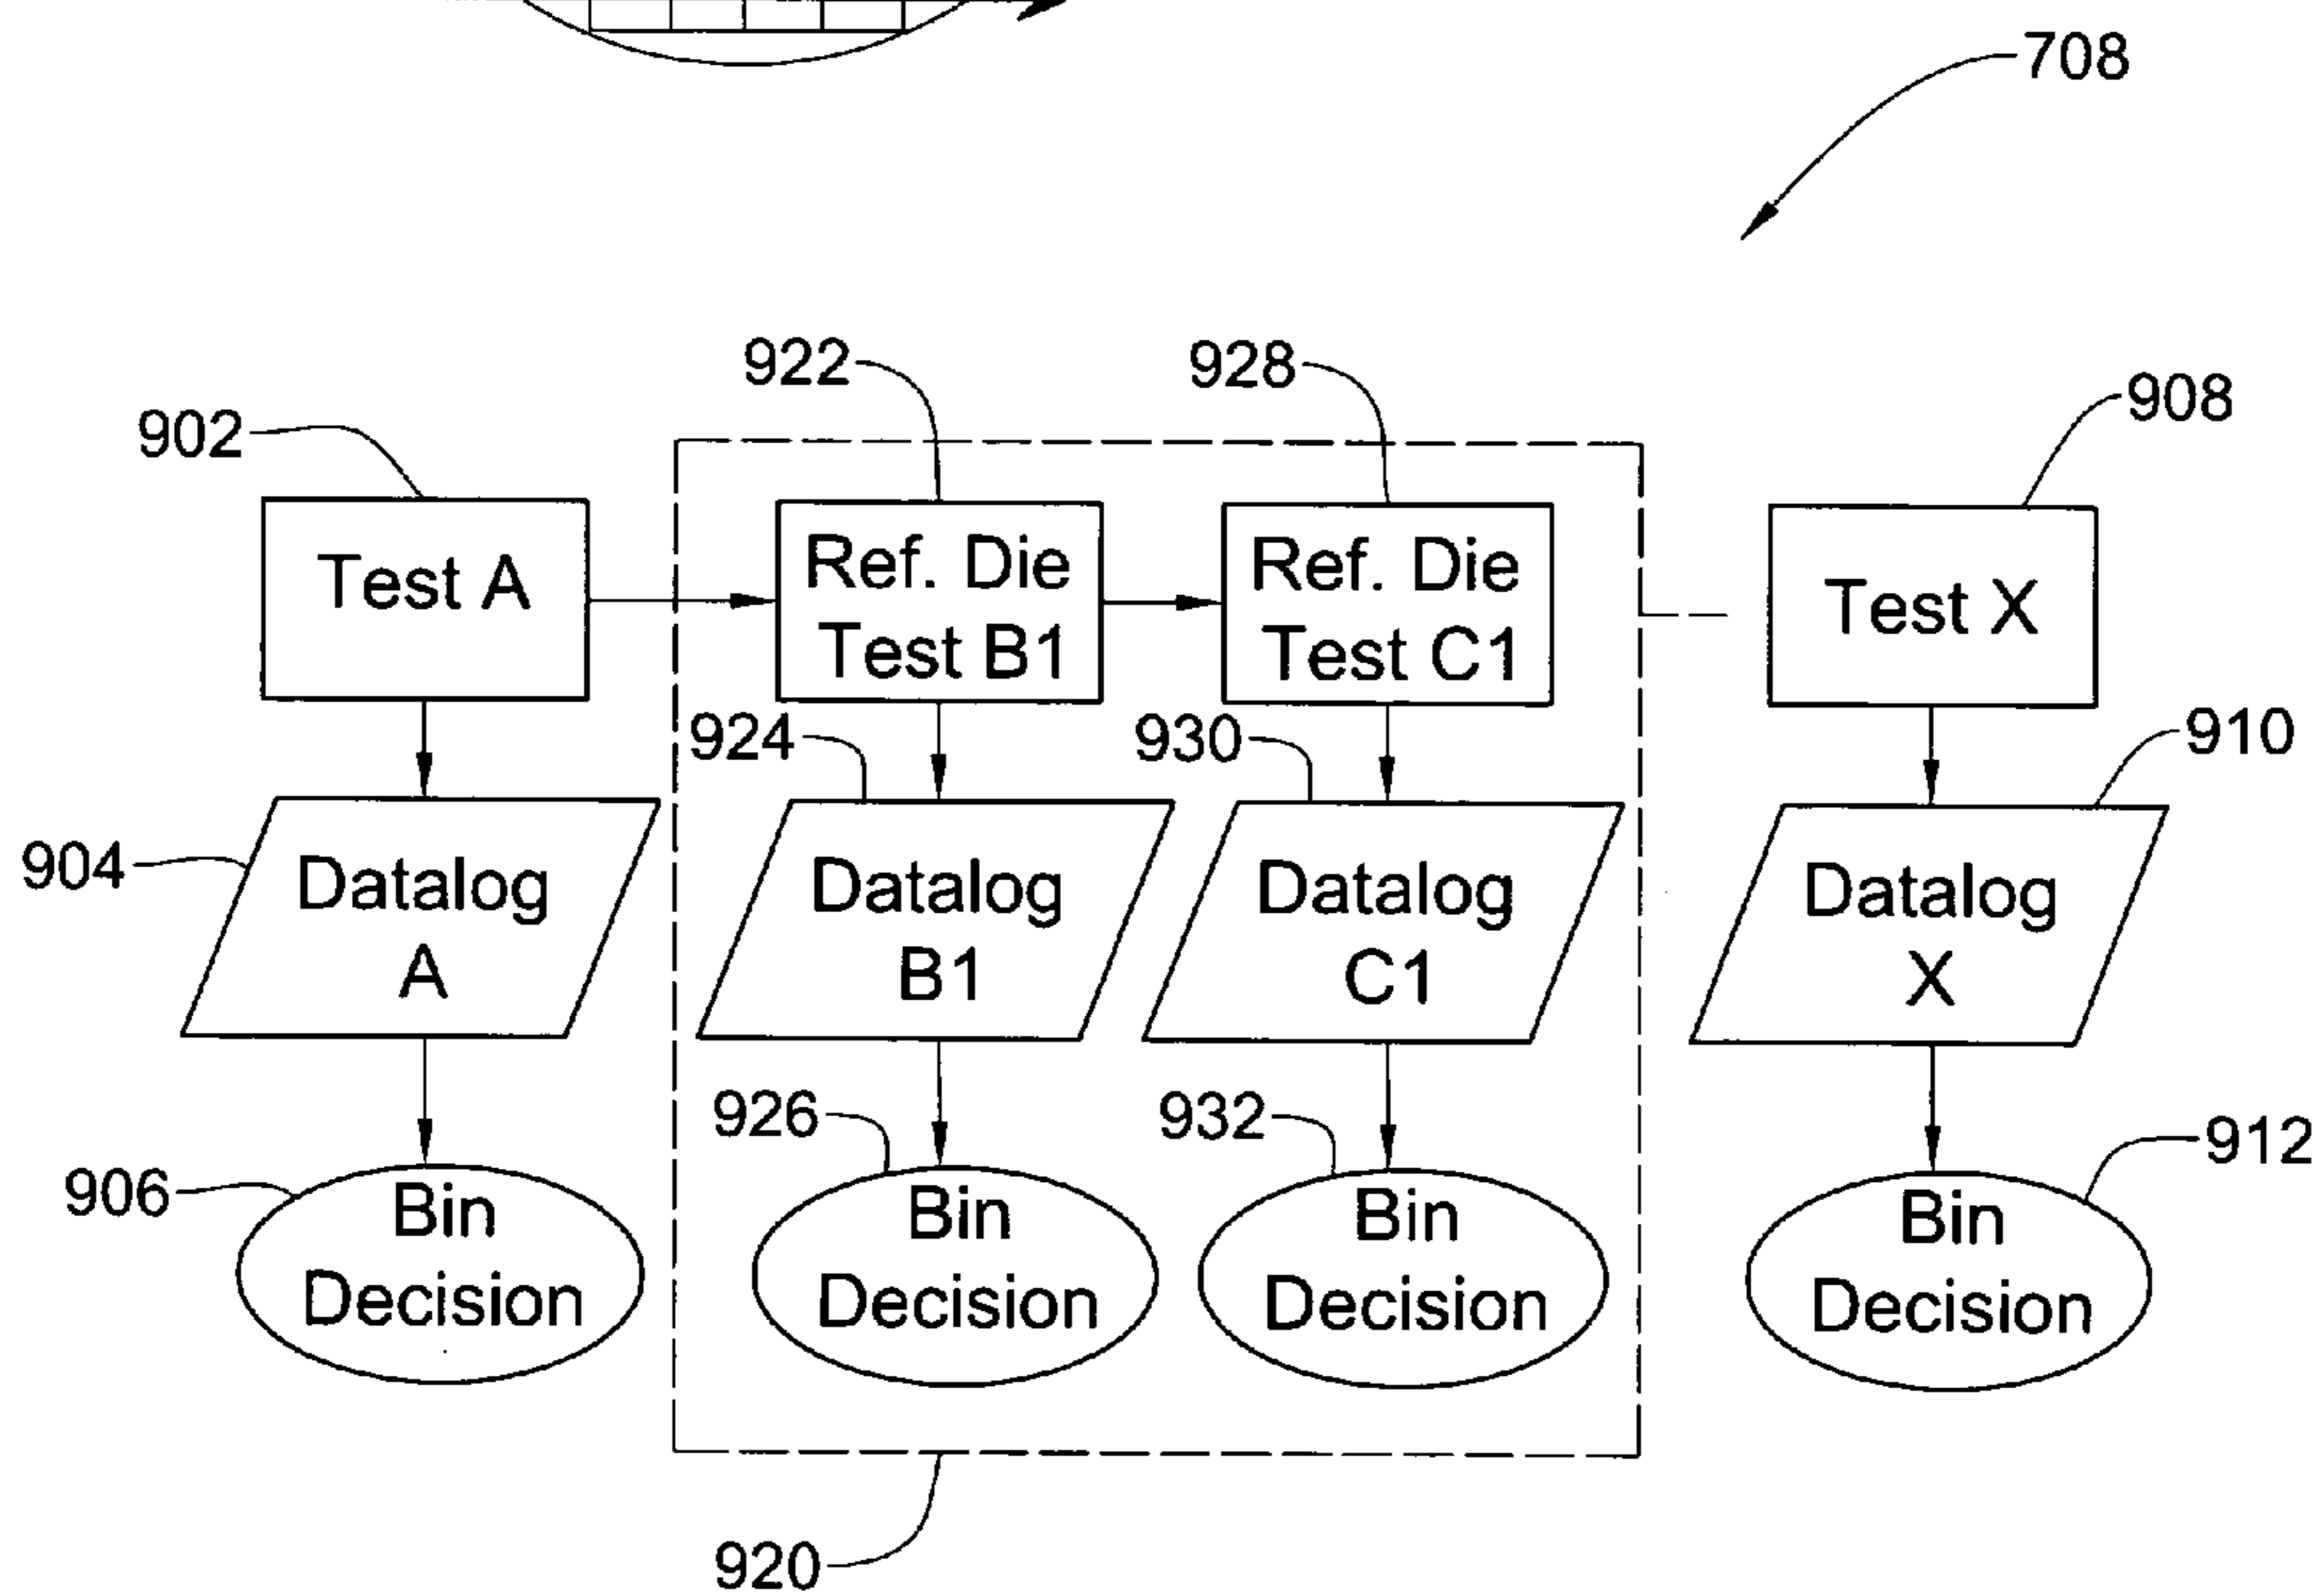 708
922
928
908
902
Test A
Ref. Die
Test B1
Ref. Die
Test C1
Test X
924
930
910
904
Datalog
A
Datalog
B1
Datalog
C1
Datalog
X
926
932
912
906
Bin
Decision
Bin
Decision
Bin
Decision
Bin
Decision
920